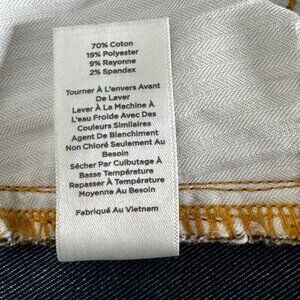 70% Coton
19% Polyester
9% Rayonne
2% Spandex
Tourner À L'envers Avant
De Laver
Laver À La Machine À
L'eau Froide Avec Des
Couleurs Similaires
Agent De Blanchiment
Non Chloré Seulement Au
Besoin
Sécher Par Culbutage À
Basse Température
Repasser À Température
Moyenne Au Besoin
Fabriqué Au Vietnam